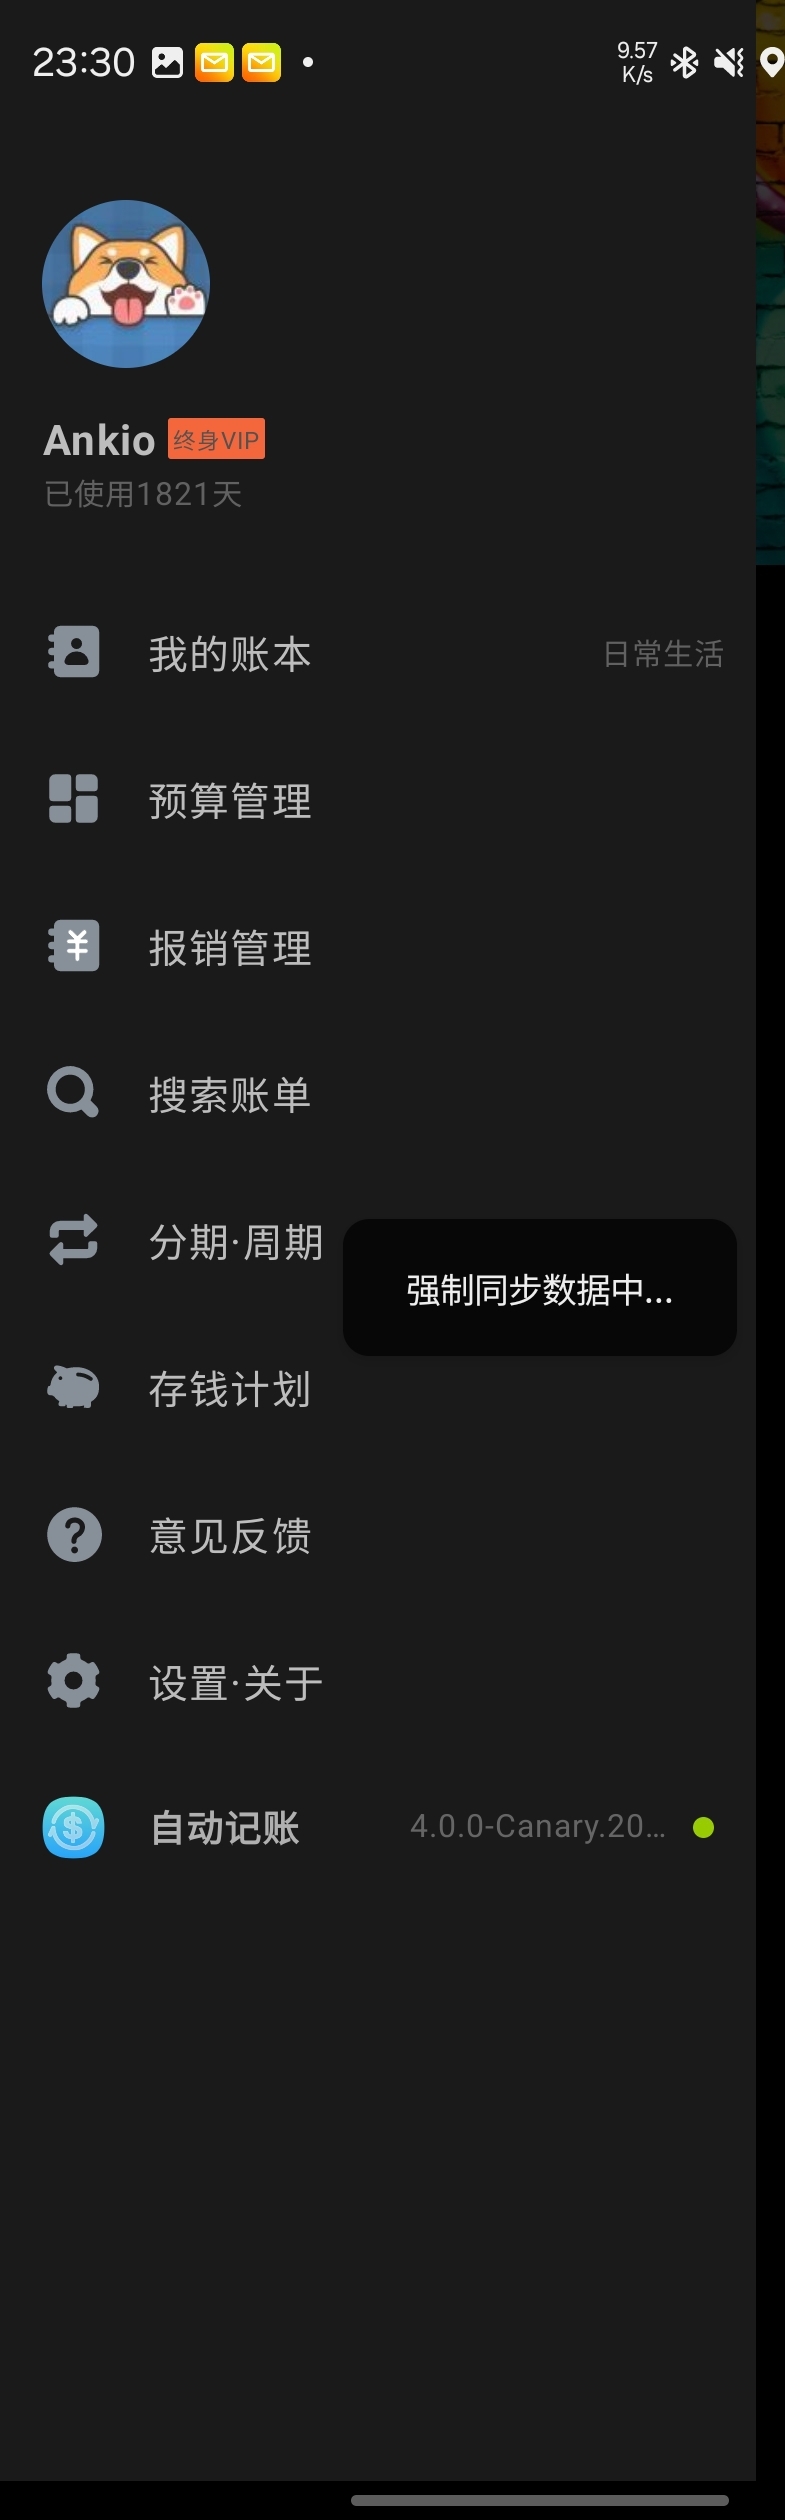 23:30
9.57
K/s
Ankio 终身VIP
已使用1821天
我的账本 日常生活
预算管理
报销管理
搜索账单
分期·周期
强制同步数据中...
存钱计划
意见反馈
设置·关于
自动记账 4.0.0-Canary.20...